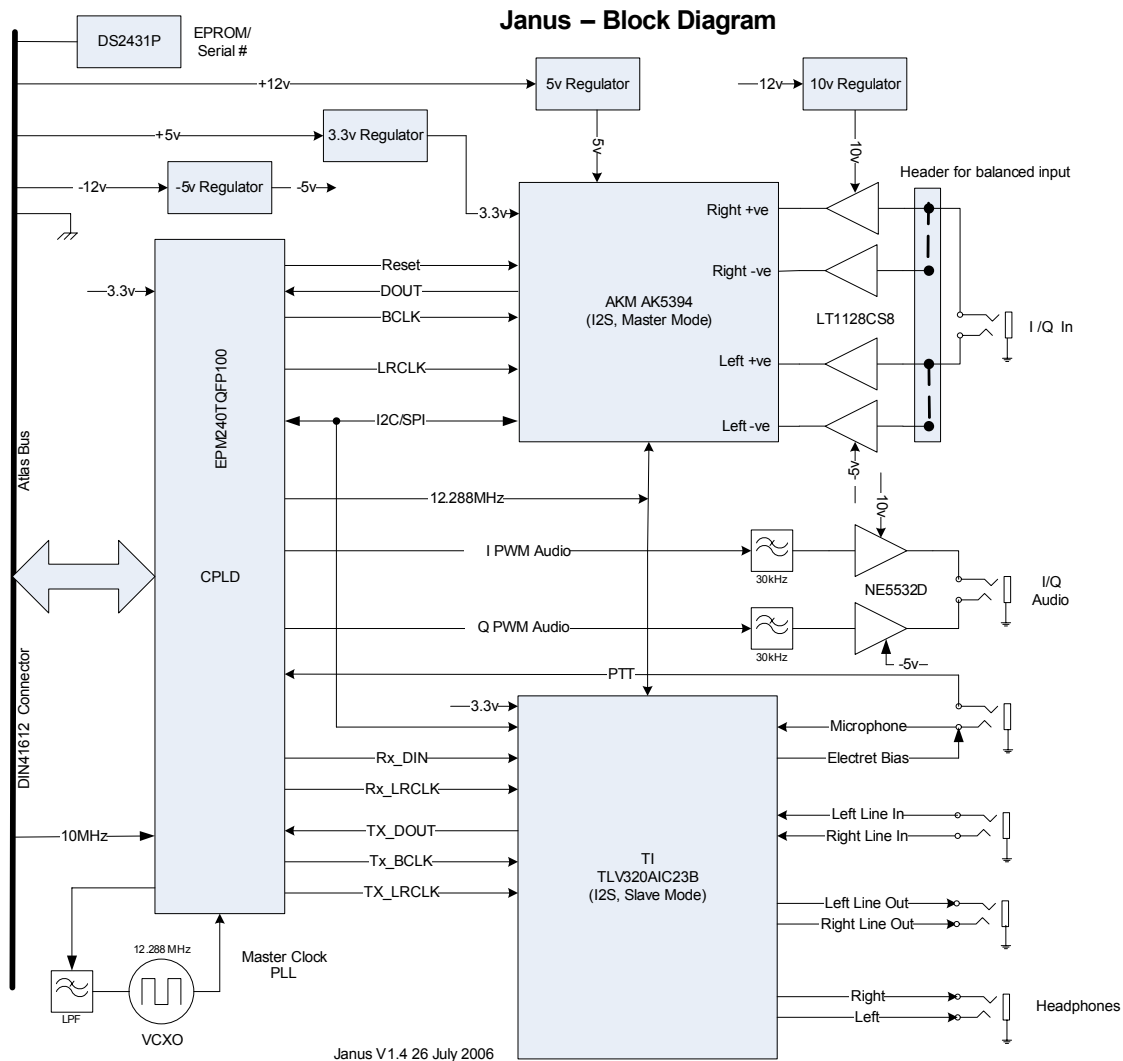 Janus – Block Diagram
DS2431P
EPROM/
Serial #
+12v
5v Regulator
12v
10v Regulator
+5v
3.3v Regulator
5v
10v
-12v
-5v Regulator
-5v
Header for balanced input
3.3v
Right +ve
Reset
Right -ve
3.3v
DOUT
AKM AK5394
(I2S, Master Mode)
BCLK
LT1128CS8
I /Q In
LRCLK
Left +ve
EPM240TQFP100
I2C/SPI
Left -ve
Atlas Bus
-5v
12.288MHz
10v
I PWM Audio
30kHz
CPLD
NE5532D
I/Q
Audio
Q PWM Audio
30kHz
-5v
PTT
DIN41612 Connector
3.3v
Microphone
Rx_DIN
Electret Bias
Rx_LRCLK
Left Line In
10MHz
TX_DOUT
Right Line In
Tx_BCLK
TI
TLV320AIC23B
(I2S, Slave Mode)
TX_LRCLK
Left Line Out
Right Line Out
12.288 MHz
Master Clock
PLL
LPF
VCXO
Right
Left
Headphones
Janus V1.4 26 July 2006